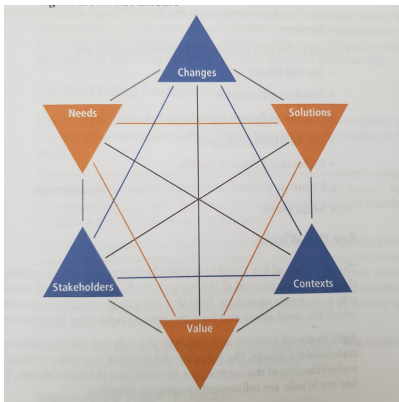 Changes
Needs
Solutions
Stakeholders
Contexts
Value